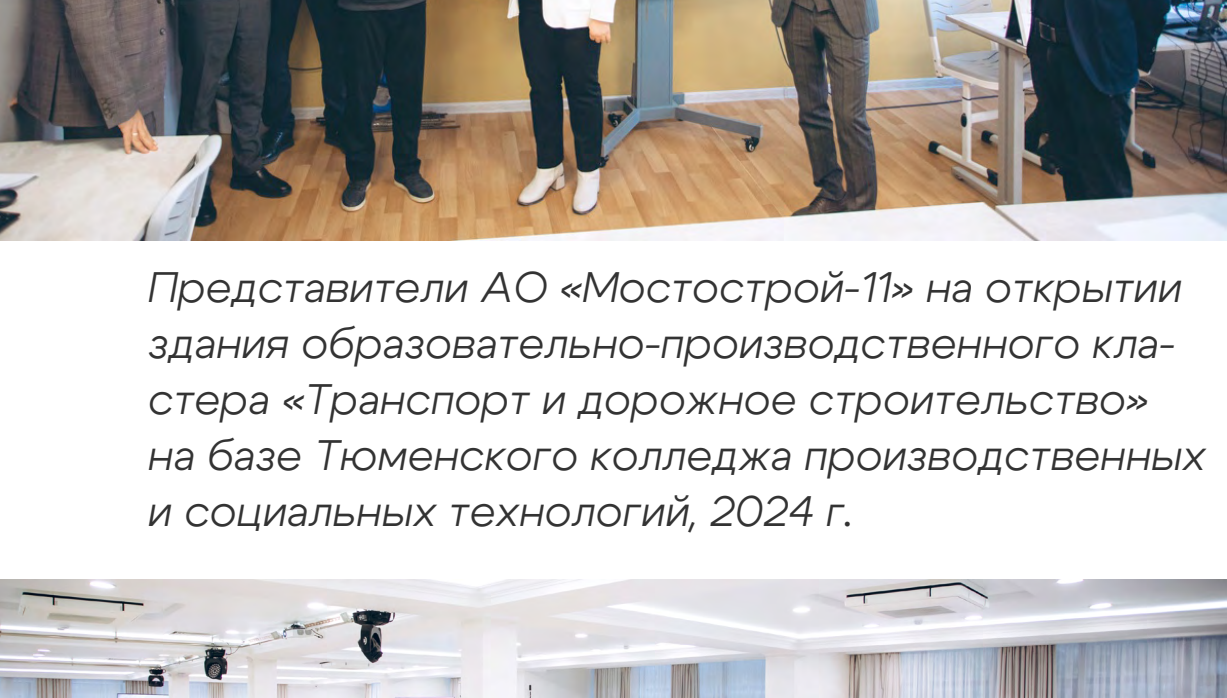 Представители АО «Мостострой-11» на открытии
здания образовательно-производственного кла-
стера «Транспорт и дорожное строительство»
на базе Тюменского колледжа производственных
и социальных технологий, 2024 г.